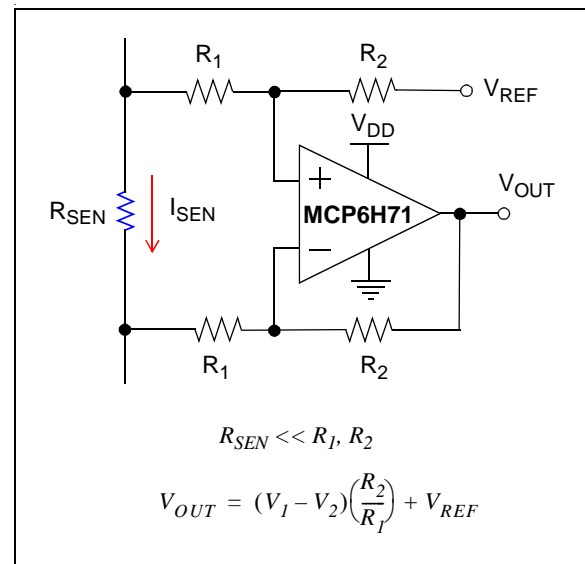 R1
R2
VREF
VDD
VOUT
+
MCP6H71
−
RSEN
ISEN
R1
R2
RSEN << R1, R2
VOUT = (V1 – V2)(R2/R1) + VREF